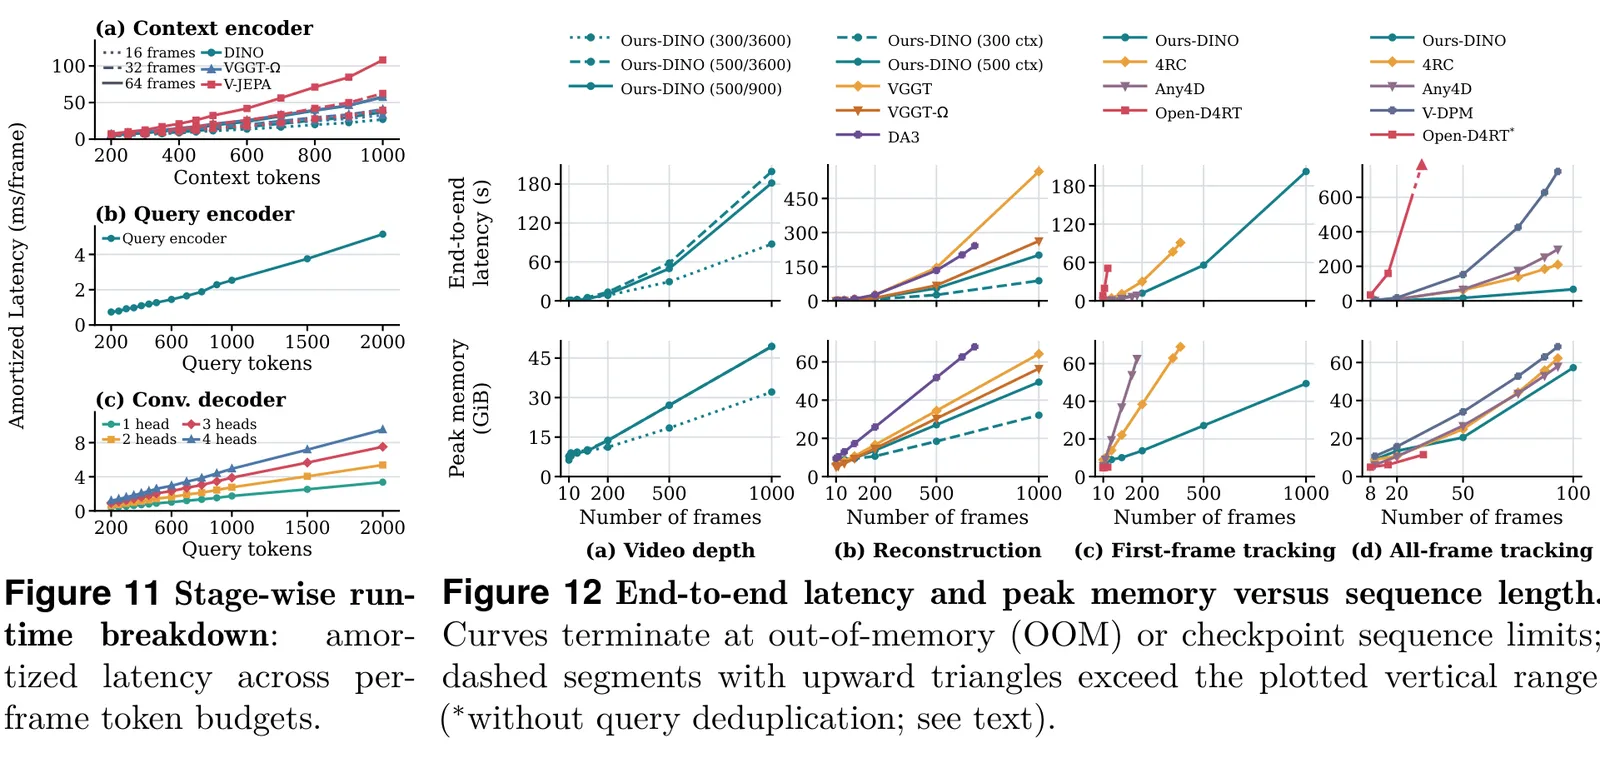 (a) Context encoder
16 frames
32 frames
64 frames
DINO
VGGT-Ω
V-JEPA
100
50
0
200 400 600 800 1000
Context tokens
(b) Query encoder
Query encoder
4
2
0
200 600 1000 1500 2000
Query tokens
(c) Conv. decoder
1 head
2 heads
3 heads
4 heads
8
4
0
200 600 1000 1500 2000
Query tokens
Amortized Latency (ms/frame)
Ours-DINO (300/3600)
Ours-DINO (500/3600)
Ours-DINO (500/900)
Ours-DINO (300 ctx)
Ours-DINO (500 ctx)
VGGT
VGGT-Ω
DA3
Ours-DINO
4RC
Any4D
Open-D4RT
Ours-DINO
4RC
Any4D
V-DPM
Open-D4RT*
End-to-end
latency (s)
180
120
60
0
450
300
150
0
180
120
60
0
600
400
200
0
Peak memory
(GiB)
45
30
15
0
60
40
20
0
60
40
20
0
60
40
20
0
10 200 500 1000
10 200 500 1000
10 200 500 1000
8 20 50 100
Number of frames
Number of frames
Number of frames
Number of frames
(a) Video depth
(b) Reconstruction
(c) First-frame tracking
(d) All-frame tracking
Figure 11 Stage-wise run-
time breakdown: amor-
tized latency across per-
frame token budgets.
Figure 12 End-to-end latency and peak memory versus sequence length.
Curves terminate at out-of-memory (OOM) or checkpoint sequence limits;
dashed segments with upward triangles exceed the plotted vertical range
(*without query deduplication; see text).